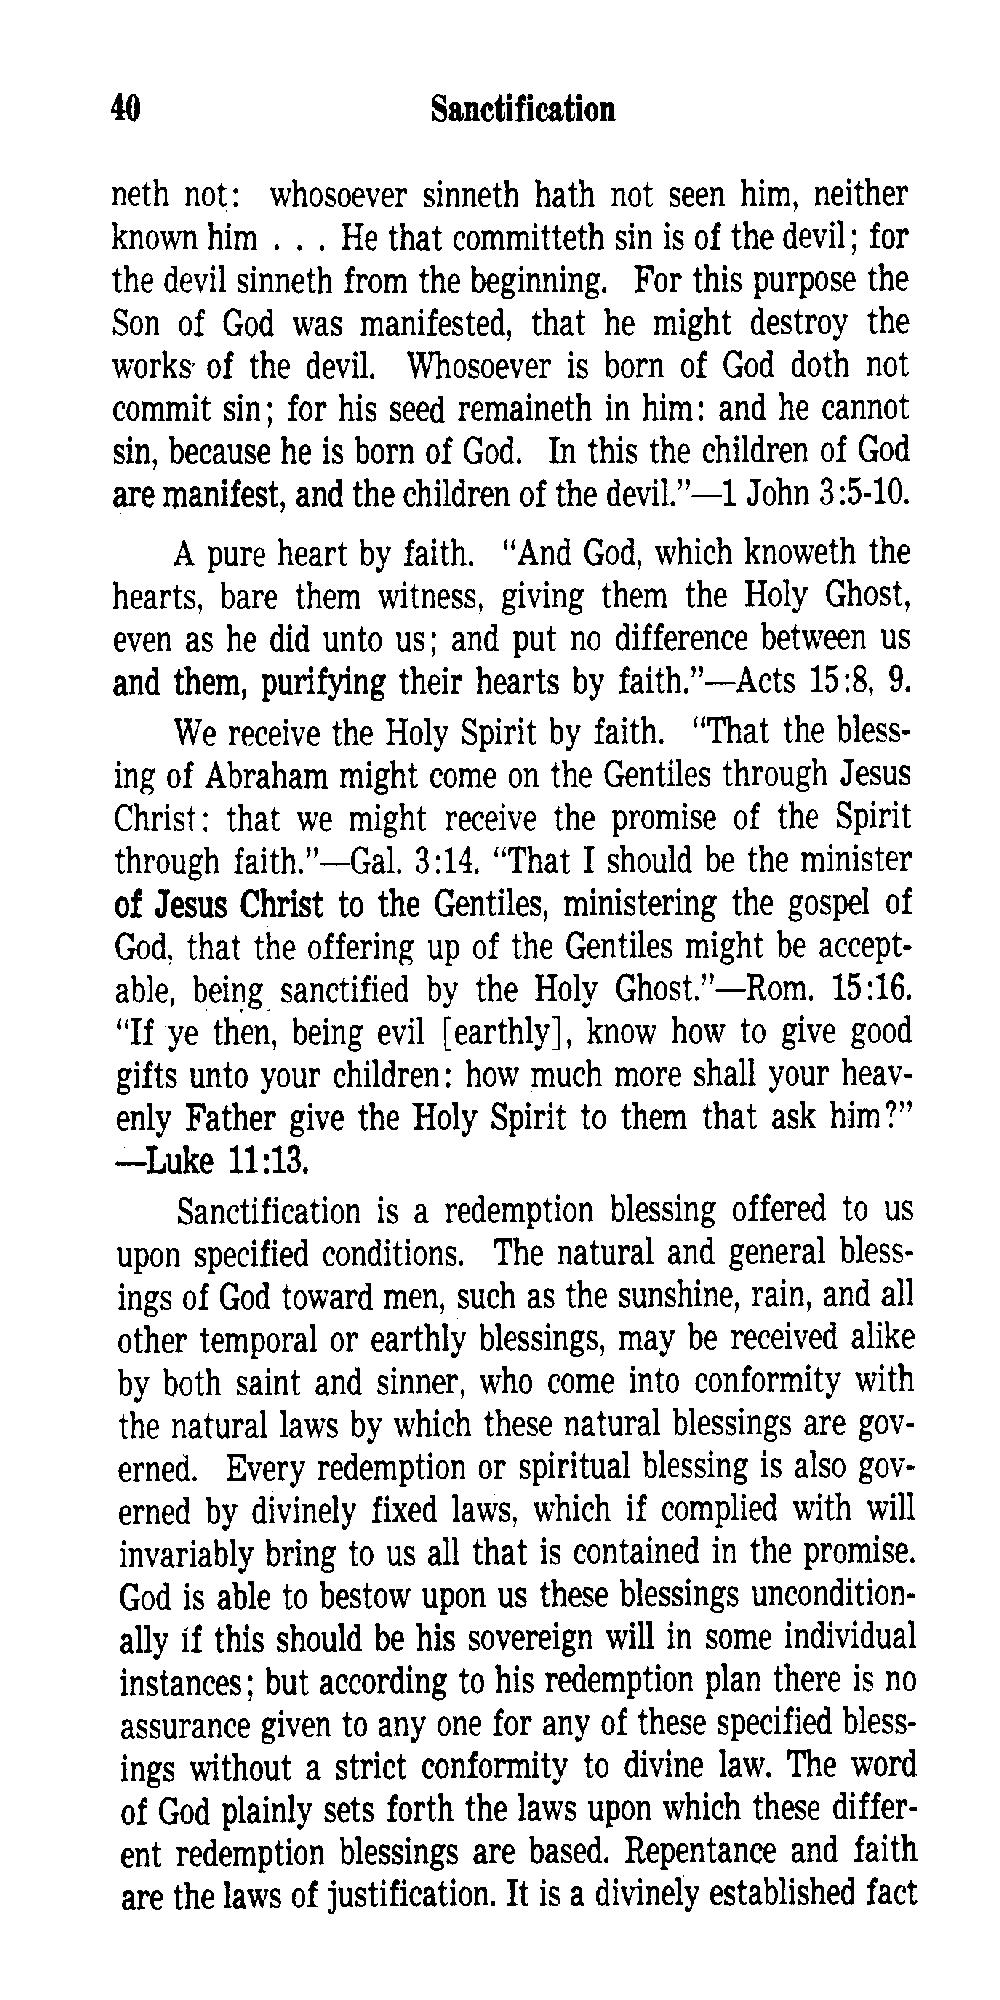 40 Sanctification
neth not: whosoever sinneth hath not seen him, neither
known him . . . He that committeth sin is of the devil; for
the devil sinneth from the beginning. For this purpose the
Son of God was manifested, that he might destroy the
works of the devil. Whosoever is born of God doth not
commit sin; for his seed remaineth in him: and he cannot
sin, because he is born of God. In this the children of God
are manifest, and the children of the devil.”—1 John 3:5-10.
A pure heart by faith. “And God, which knoweth the
hearts, bare them witness, giving them the Holy Ghost,
even as he did unto us; and put no difference between us
and them, purifying their hearts by faith.”—Acts 15:8, 9.
We receive the Holy Spirit by faith. “That the bless-
ing of Abraham might come on the Gentiles through Jesus
Christ: that we might receive the promise of the Spirit
through faith.”—Gal. 3:14. “That I should be the minister
of Jesus Christ to the Gentiles, ministering the gospel of
God, that the offering up of the Gentiles might be accept-
able, being sanctified by the Holy Ghost.”—Rom. 15:16.
“If ye then, being evil [earthly], know how to give good
gifts unto your children: how much more shall your heav-
enly Father give the Holy Spirit to them that ask him?”
—Luke 11:13.
Sanctification is a redemption blessing offered to us
upon specified conditions. The natural and general bless-
ings of God toward men, such as the sunshine, rain, and all
other temporal or earthly blessings, may be received alike
by both saint and sinner, who come into conformity with
the natural laws by which these natural blessings are gov-
erned. Every redemption or spiritual blessing is also gov-
erned by divinely fixed laws, which if complied with will
invariably bring to us all that is contained in the promise.
God is able to bestow upon us these blessings uncondition-
ally if this should be his sovereign will in some individual
instances; but according to his redemption plan there is no
assurance given to any one for any of these specified bless-
ings without a strict conformity to divine law. The word
of God plainly sets forth the laws upon which these differ-
ent redemption blessings are based. Repentance and faith
are the laws of justification. It is a divinely established fact